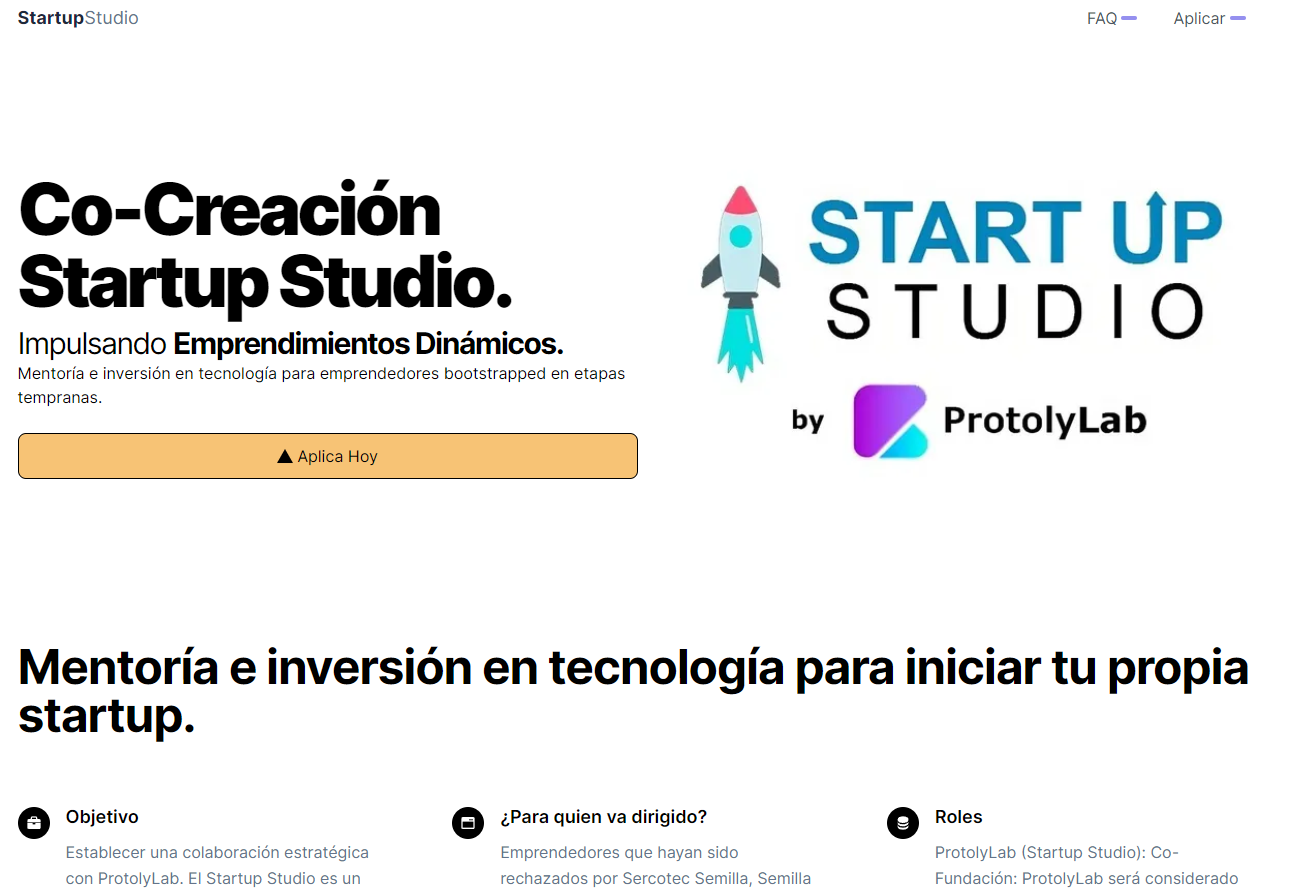 StartupStudio
FAQ
Aplicar
Co-Creación
Startup Studio.
Impulsando Emprendimientos Dinámicos.
Mentoría e inversión en tecnología para emprendedores bootstrapped en etapas
tempranas.
▲ Aplica Hoy
START UP
STUDIO
by ProtolyLab
Mentoría e inversión en tecnología para iniciar tu propia
startup.
Objetivo
Establecer una colaboración estratégica
con ProtolyLab. El Startup Studio es un
¿Para quien va dirigido?
Emprendedores que hayan sido
rechazados por Sercotec Semilla, Semilla
Roles
ProtolyLab (Startup Studio): Co-
Fundación: ProtolyLab será considerado